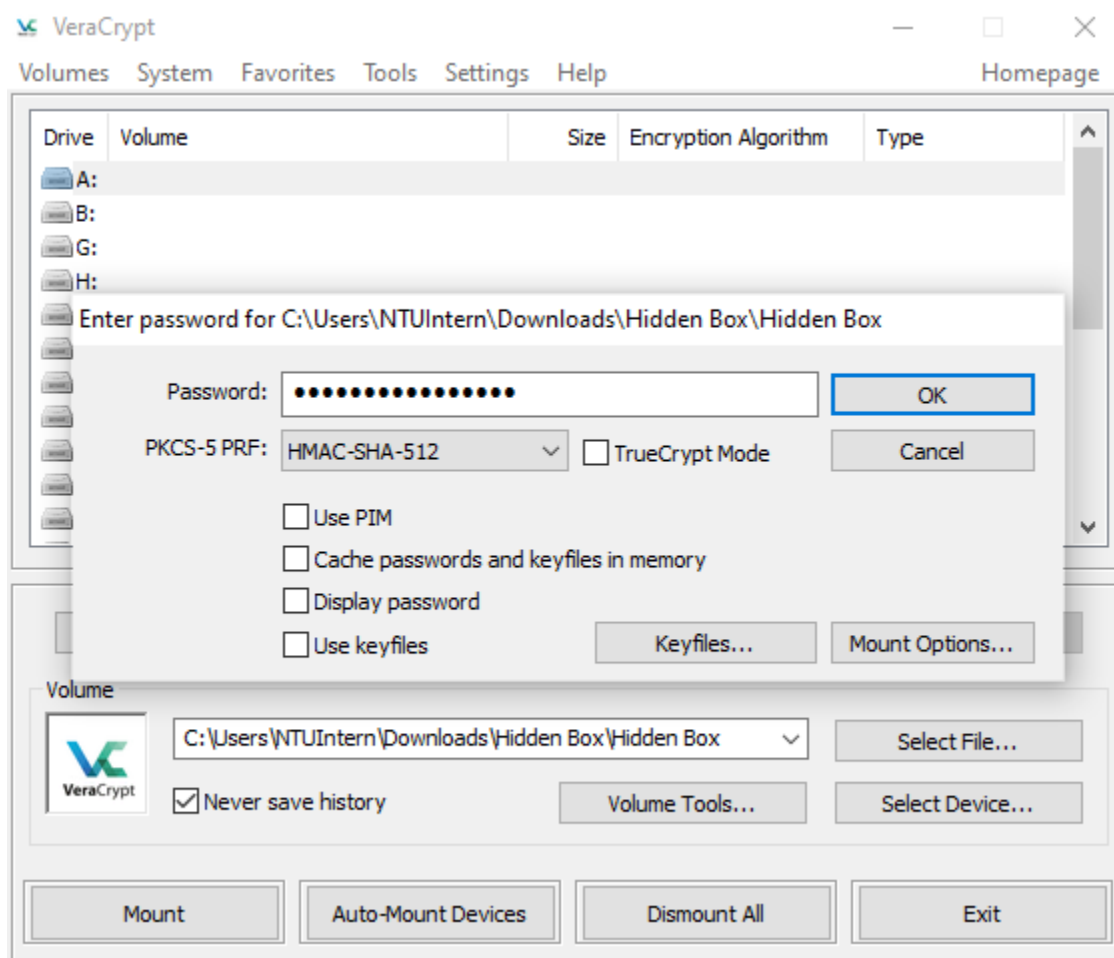 VeraCrypt
Volumes System Favorites Tools Settings Help Homepage
Drive Volume Size Encryption Algorithm Type
A:
B:
G:
H:
Enter password for C:\Users\NTUIntern\Downloads\Hidden Box\Hidden Box
Password: •••••••••••••••• OK
PKCS-5 PRF: HMAC-SHA-512 TrueCrypt Mode Cancel
Use PIM
Cache passwords and keyfiles in memory
Display password
Use keyfiles Keyfiles... Mount Options...
Volume
C:\Users\NTUIntern\Downloads\Hidden Box\Hidden Box Select File...
VeraCrypt
Never save history Volume Tools... Select Device...
Mount Auto-Mount Devices Dismount All Exit